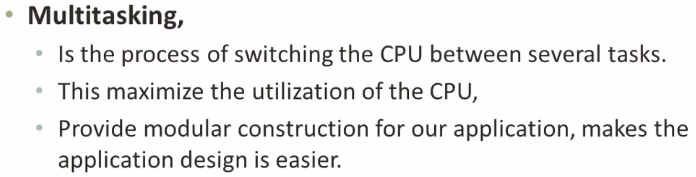 • Multitasking,
• Is the process of switching the CPU between several tasks.
• This maximize the utilization of the CPU,
• Provide modular construction for our application, makes the
application design is easier.